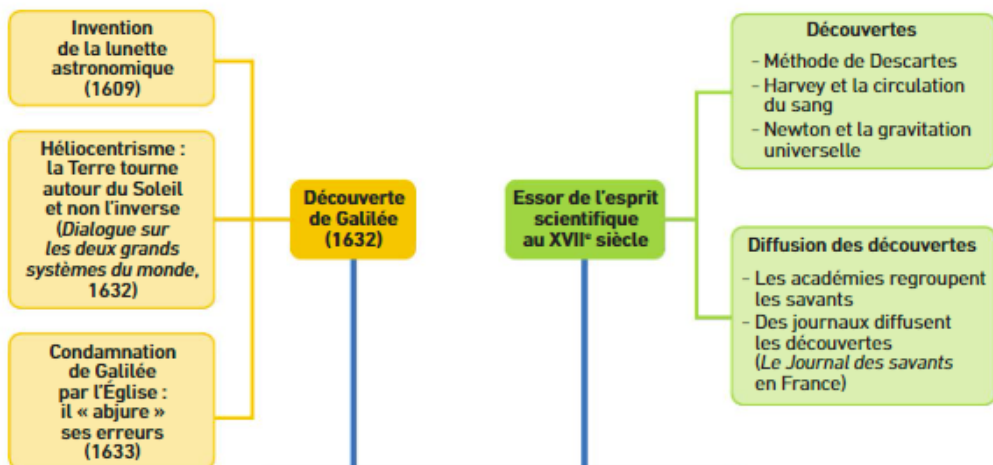 Invention
de la lunette
astronomique
(1609)
Héliocentrisme :
la Terre tourne
autour du Soleil
et non l'inverse
(Dialogue sur
les deux grands
systèmes du monde,
1632)
Condamnation
de Galilée
par l'Église :
il « abjure »
ses erreurs
(1633)
Découverte
de Galilée
(1632)
Essor de l'esprit
scientifique
au XVIIe siècle
Découvertes
- Méthode de Descartes
- Harvey et la circulation
du sang
- Newton et la gravitation
universelle
Diffusion des découvertes
- Les académies regroupent
les savants
- Des journaux diffusent
les découvertes
(Le Journal des savants
en France)